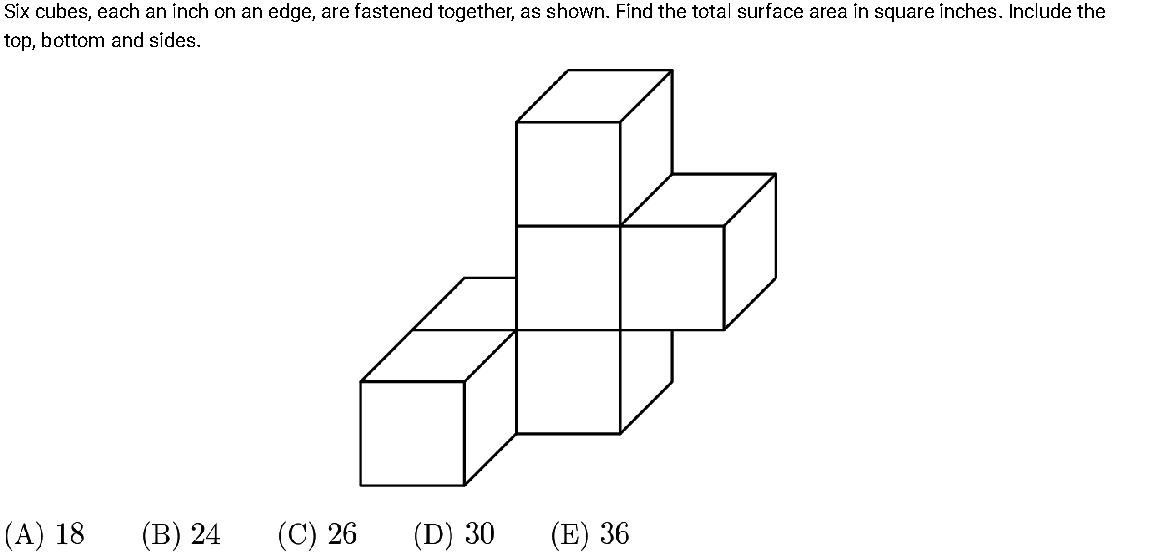 Six cubes, each an inch on an edge, are fastened together, as shown. Find the total surface area in square inches. Include the
top, bottom and sides.
(A) 18 (B) 24 (C) 26 (D) 30 (E) 36